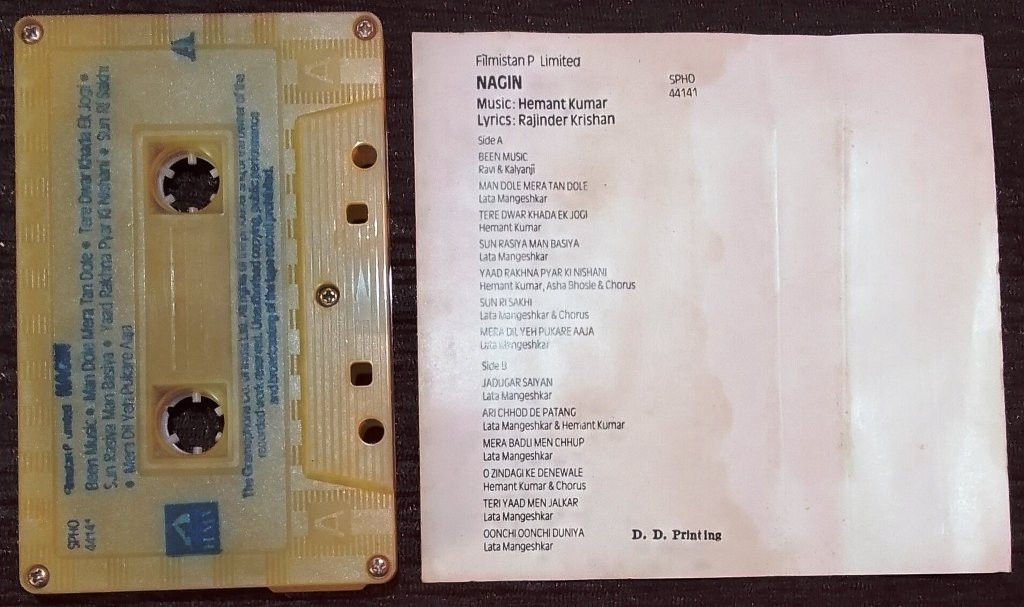 A
SPHO
44141
Filmistan P. Limited NAGIN
Been Music • Man Dole Mera Tan Dole • Tere Dwar Khada Ek Jogi •
Sun Rasiya Man Basiya • Yaad Rakhna Pyar Ki Nishani • Sun Ri Sakhi
• Mera Dil Yeh Pukare Aaja
The Gramophone Co. of India Ltd. All rights of the owner of the
recorded work reserved. Unauthorised copying, public performance
and broadcasting of this tape record prohibited.
HMV
A
A
Filmistan P Limited
NAGIN
SPHO
44141
Music: Hemant Kumar
Lyrics: Rajinder Krishan
Side A
BEEN MUSIC
Ravi & Kalyanji
MAN DOLE MERA TAN DOLE
Lata Mangeshkar
TERE DWAR KHADA EK JOGI
Hemant Kumar
SUN RASIYA MAN BASIYA
Lata Mangeshkar
YAAD RAKHNA PYAR KI NISHANI
Hemant Kumar, Asha Bhosle & Chorus
SUN RI SAKHI
Lata Mangeshkar & Chorus
MERA DIL YEH PUKARE AAJA
Lata Mangeshkar
Side B
JADUGAR SAIYAN
Lata Mangeshkar
ARI CHHOD DE PATANG
Lata Mangeshkar & Hemant Kumar
MERA BADLI MEN CHHUP
Lata Mangeshkar
O ZINDAGI KE DENEWALE
Hemant Kumar & Chorus
TERI YAAD MEN JALKAR
Lata Mangeshkar
OONCHI OONCHI DUNIYA
Lata Mangeshkar
D. D. Printing